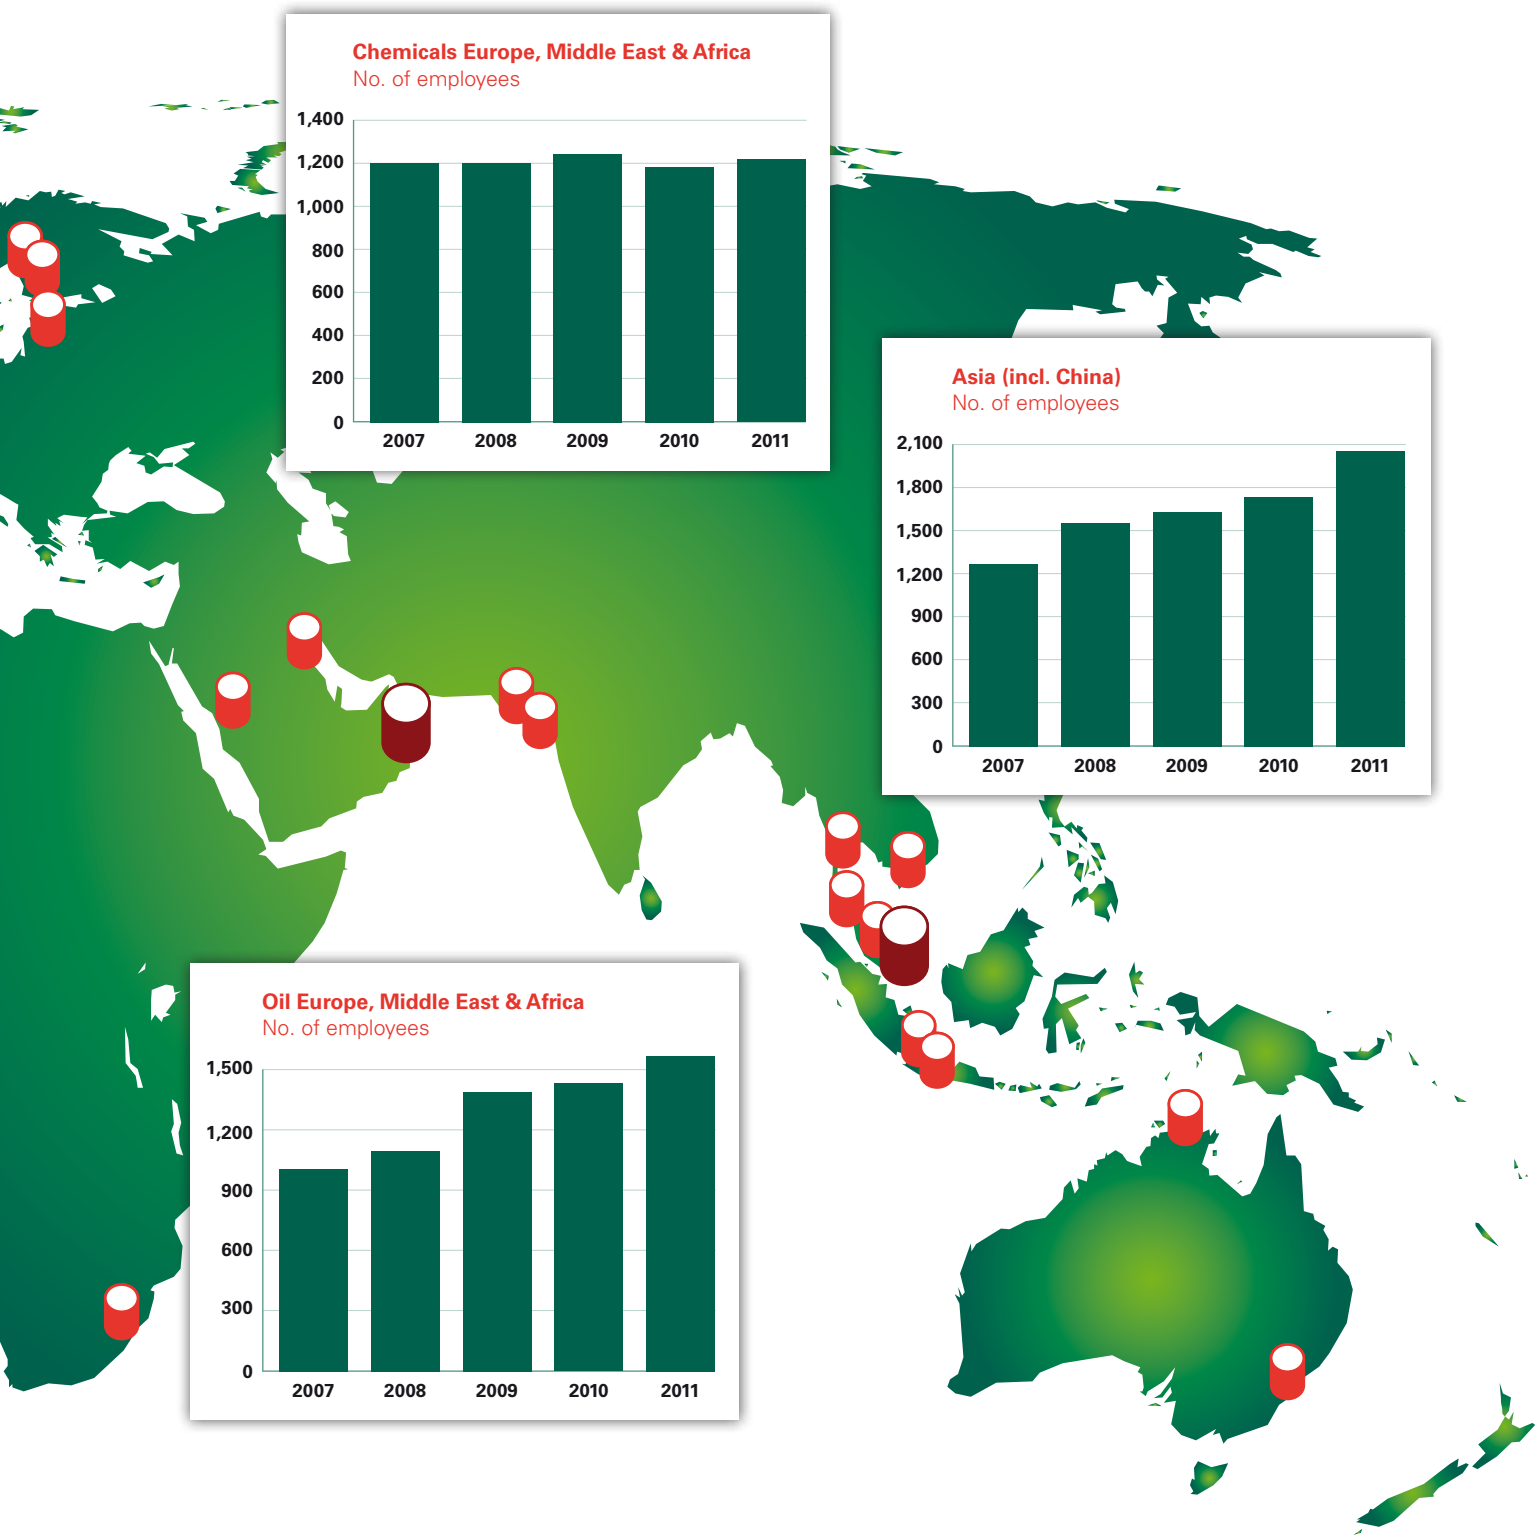 Chemicals Europe, Middle East & Africa
No. of employees
1,400
1,200
1,000
800
600
400
200
0
2007 2008 2009 2010 2011
Asia (incl. China)
No. of employees
2,100
1,800
1,500
1,200
900
600
300
0
2007 2008 2009 2010 2011
Oil Europe, Middle East & Africa
No. of employees
1,500
1,200
900
600
300
0
2007 2008 2009 2010 2011